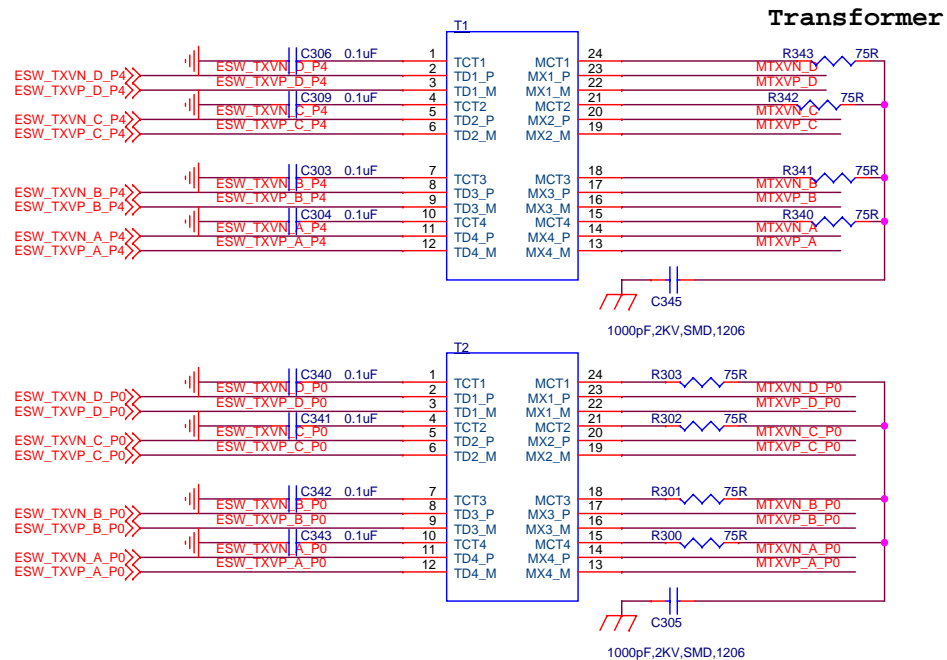 Transformer
T1
C306 0.1uF
1 TCT1 MCT1 24 R343 75R
ESW_TXVN_D_P4 ESW_TXVN_D_P4 2 TD1_P MX1_P 23 MTXVN_D
ESW_TXVP_D_P4 ESW_TXVP_D_P4 3 TD1_M MX1_M 22 MTXVP_D
C309 0.1uF 4 TCT2 MCT2 21 R342 75R
ESW_TXVN_C_P4 ESW_TXVN_C_P4 5 TD2_P MX2_P 20 MTXVN_C
ESW_TXVP_C_P4 ESW_TXVP_C_P4 6 TD2_M MX2_M 19 MTXVP_C
C303 0.1uF 7 TCT3 MCT3 18 R341 75R
ESW_TXVN_B_P4 ESW_TXVN_B_P4 8 TD3_P MX3_P 17 MTXVN_B
ESW_TXVP_B_P4 ESW_TXVP_B_P4 9 TD3_M MX3_M 16 MTXVP_B
C304 0.1uF 10 TCT4 MCT4 15 R340 75R
ESW_TXVN_A_P4 ESW_TXVN_A_P4 11 TD4_P MX4_P 14 MTXVN_A
ESW_TXVP_A_P4 ESW_TXVP_A_P4 12 TD4_M MX4_M 13 MTXVP_A
C345
1000pF,2KV,SMD,1206
T2
C340 0.1uF 1 TCT1 MCT1 24 R303 75R
ESW_TXVN_D_P0 ESW_TXVN_D_P0 2 TD1_P MX1_P 23 MTXVN_D_P0
ESW_TXVP_D_P0 ESW_TXVP_D_P0 3 TD1_M MX1_M 22 MTXVP_D_P0
C341 0.1uF 4 TCT2 MCT2 21 R302 75R
ESW_TXVN_C_P0 ESW_TXVN_C_P0 5 TD2_P MX2_P 20 MTXVN_C_P0
ESW_TXVP_C_P0 ESW_TXVP_C_P0 6 TD2_M MX2_M 19 MTXVP_C_P0
C342 0.1uF 7 TCT3 MCT3 18 R301 75R
ESW_TXVN_B_P0 ESW_TXVN_B_P0 8 TD3_P MX3_P 17 MTXVN_B_P0
ESW_TXVP_B_P0 ESW_TXVP_B_P0 9 TD3_M MX3_M 16 MTXVP_B_P0
C343 0.1uF 10 TCT4 MCT4 15 R300 75R
ESW_TXVN_A_P0 ESW_TXVN_A_P0 11 TD4_P MX4_P 14 MTXVN_A_P0
ESW_TXVP_A_P0 ESW_TXVP_A_P0 12 TD4_M MX4_M 13 MTXVP_A_P0
C305
1000pF,2KV,SMD,1206